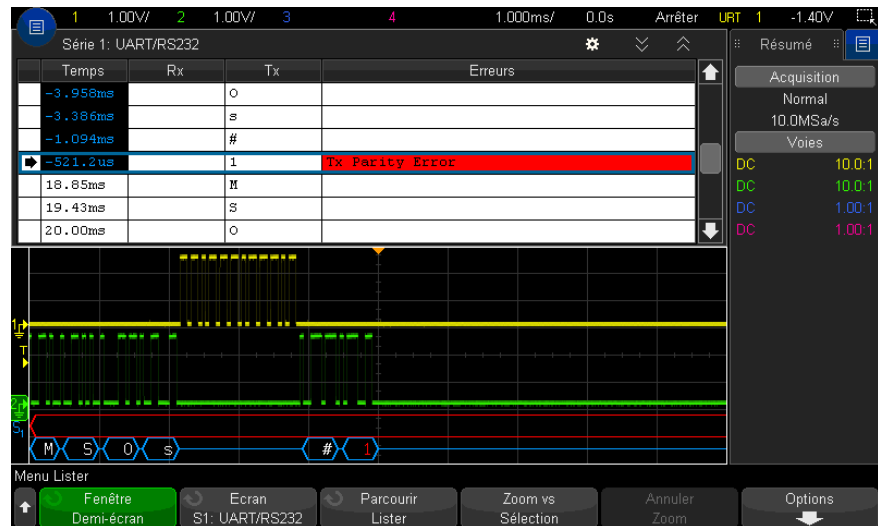 1 1.00V/ 2 1.00V/ 3 4 1.000ms/ 0.0s Arrêter URT 1 -1.40V
Série 1: UART/RS232
Résumé
Temps Rx Tx Erreurs
-3.958ms O
-3.386ms s
-1.094ms #
-521.2us 1 Tx Parity Error
18.85ms M
19.43ms S
20.00ms O
Acquisition
Normal
10.0MSa/s
Voies
DC 10.0:1
DC 10.0:1
DC 1.00:1
DC 1.00:1
1
T
2
S1
M S O s # 1
Menu Lister
Fenêtre
Demi-écran
Ecran
S1: UART/RS232
Parcourir
Lister
Zoom vs
Sélection
Annuler
Zoom
Options